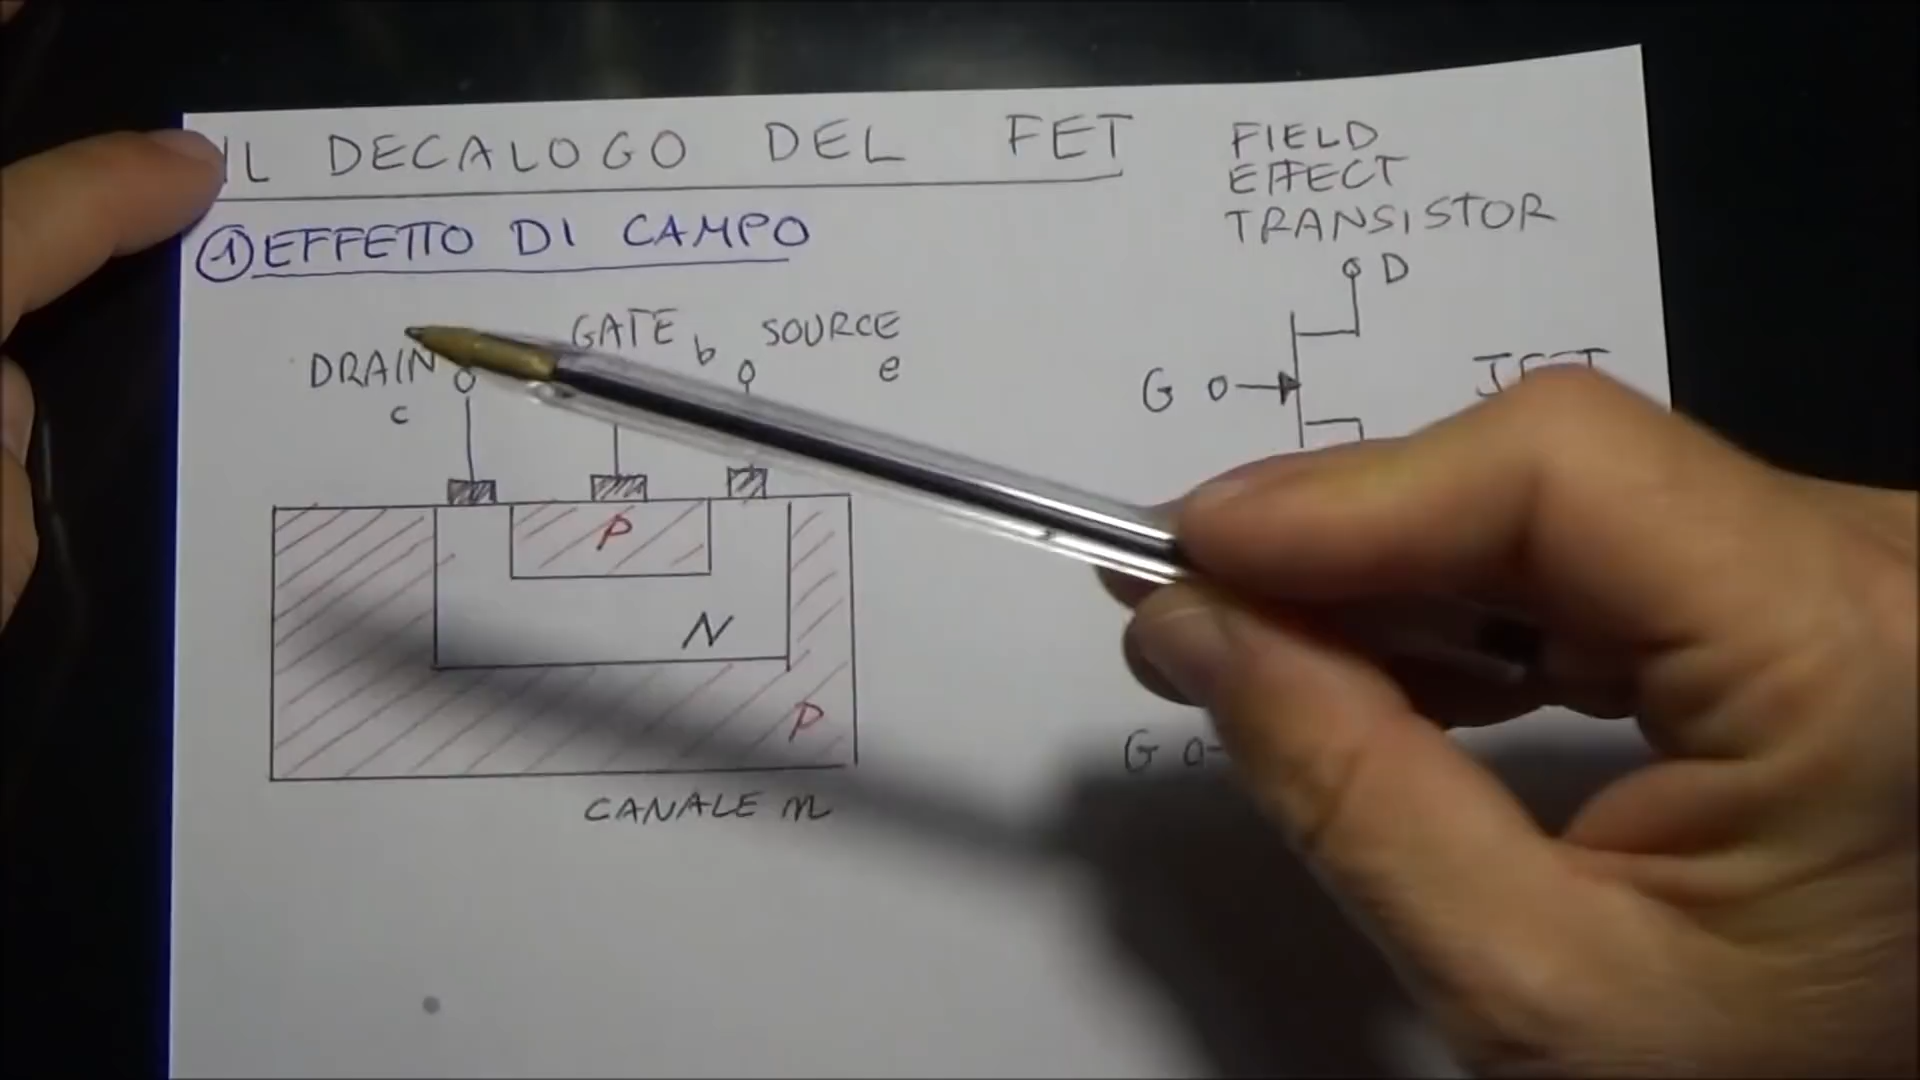 IL DECALOGO DEL FET
FIELD
EFFECT
TRANSISTOR
1 EFFETTO DI CAMPO
DRAIN
c
GATE
b
SOURCE
e
P
N
P
CANALE n
D
G
G